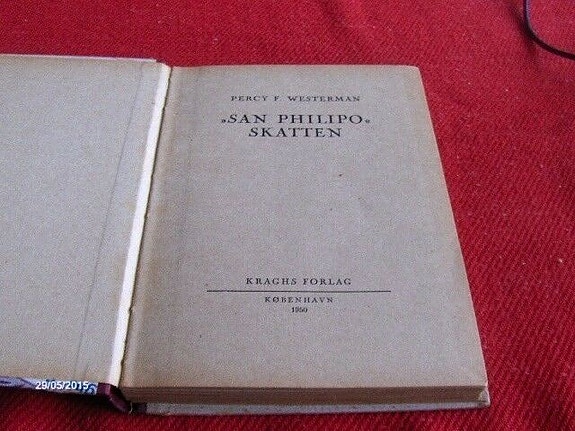 PERCY F. WESTERMAN
»SAN PHILIPO«
SKATTEN
KRAGHS FORLAG
KØBENHAVN
1950
29/05/2015